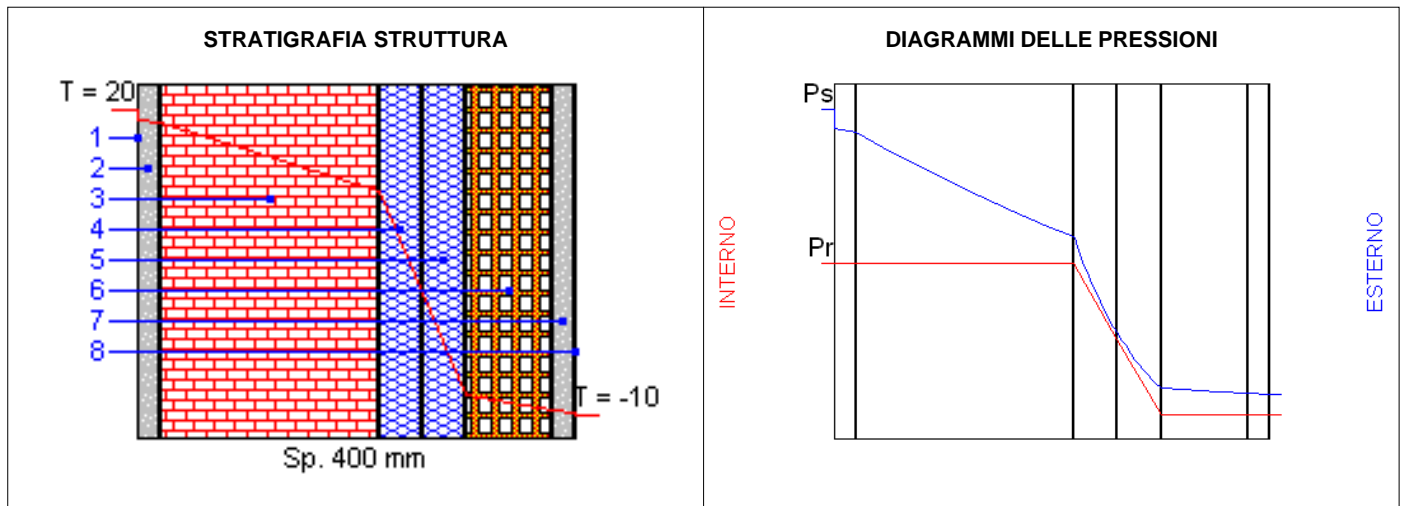 STRATIGRAFIA STRUTTURA
T = 20
1
2
3
4
5
6
7
8
T = -10
Sp. 400 mm
DIAGRAMMI DELLE PRESSIONI
Ps
Pr
INTERNO
ESTERNO